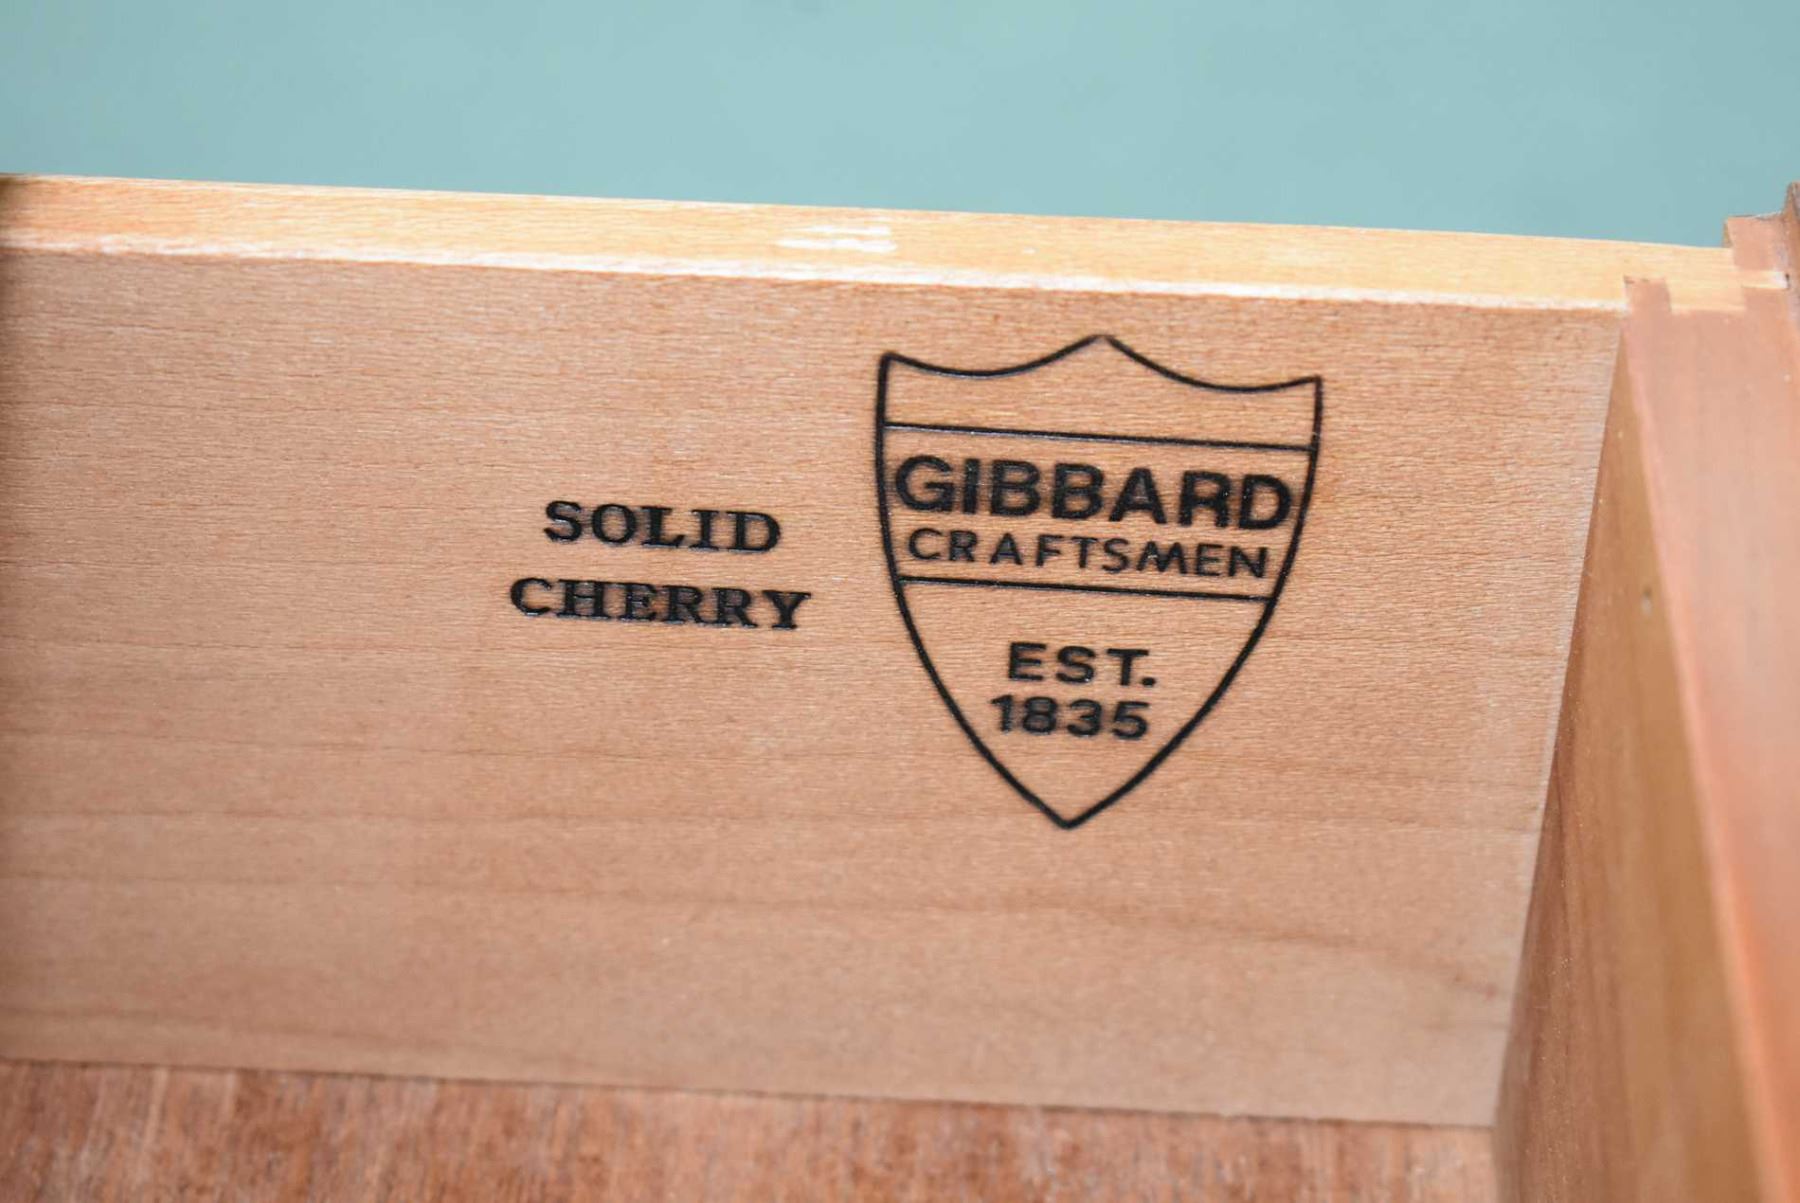 SOLID
CHERRY
GIBBARD
CRAFTSMEN
EST.
1835